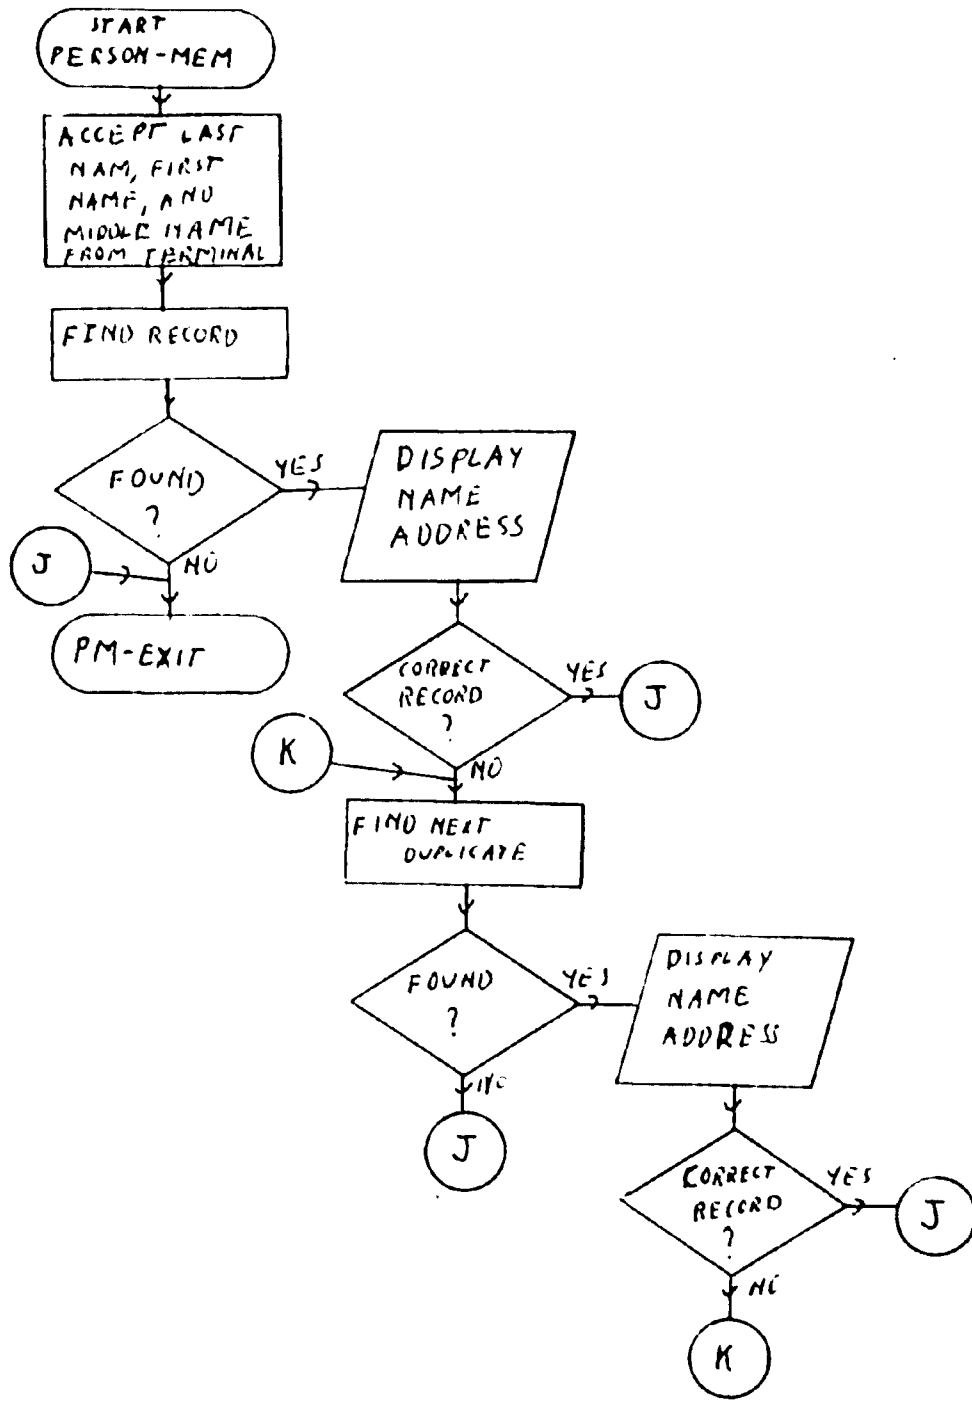 START
PERSON-MEM
ACCEPT LAST
NAM, FIRST
NAME, AND
MIDDLE NAME
FROM TERMINAL
FIND RECORD
FOUND
?
YES
NO
J
PM-EXIT
DISPLAY
NAME
ADDRESS
CORRECT
RECORD
?
YES
J
NO
K
FIND NEXT
DUPLICATE
FOUND
?
YES
NO
J
DISPLAY
NAME
ADDRESS
CORRECT
RECORD
?
YES
J
NO
K